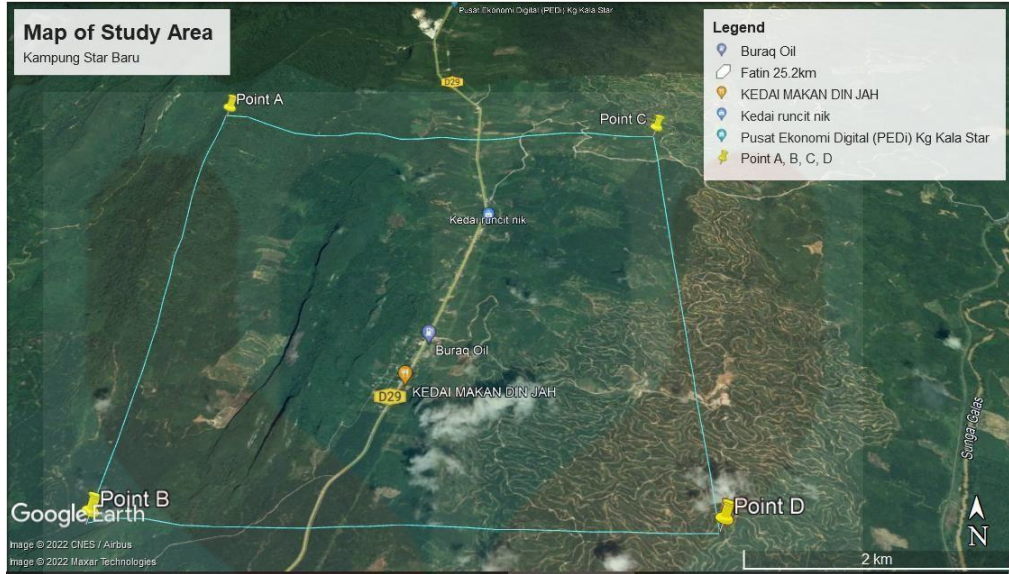 Map of Study Area
Kampung Star Baru
Pusat Ekonomi Digital (PEDi) Kg Kala Star
Legend
Buraq Oil
Fatin 25.2km
KEDAI MAKAN DIN JAH
Kedai runcit nik
Pusat Ekonomi Digital (PEDi) Kg Kala Star
Point A, B, C, D
D29
Point A
Point C
Kedai runcit nik
Buraq Oil
KEDAI MAKAN DIN JAH
D29
Sungai Galas
Point B
Point D
Google Earth
N
Image © 2022 CNES / Airbus
Image © 2022 Maxar Technologies
2 km